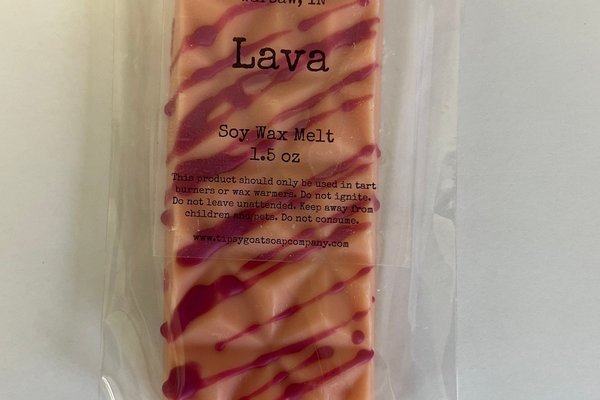 Warsaw, IN
Lava
Soy Wax Melt
1.5 oz
This product should only be used in tart
burners or wax warmers. Do not ignite.
Do not leave unattended. Keep away from
children and pets. Do not consume.
www.tipsygoatsoapcompany.com